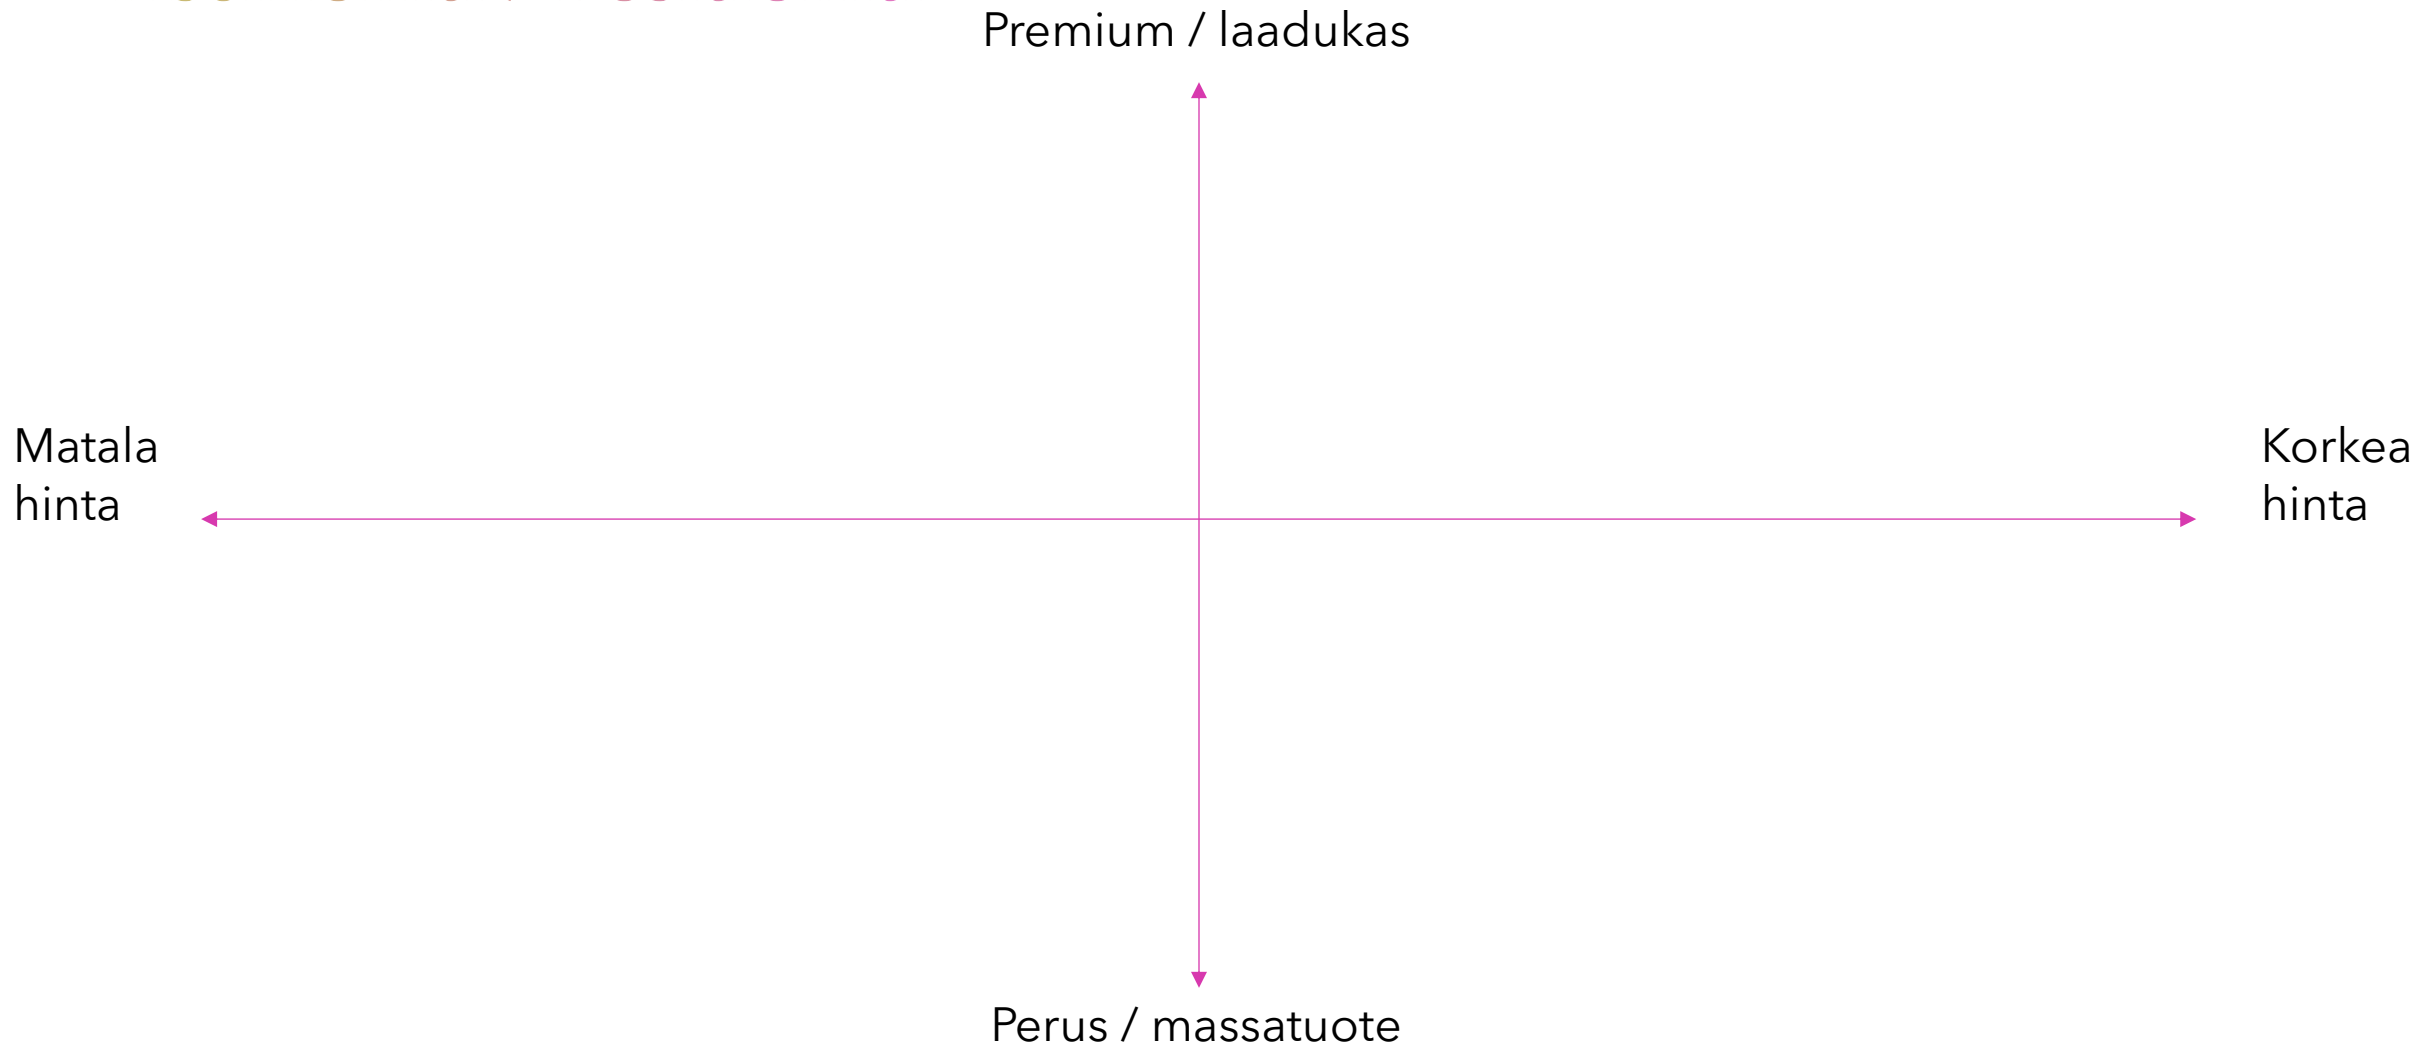 Premium / laadukas
Matala
hinta
Korkea
hinta
Perus / massatuote